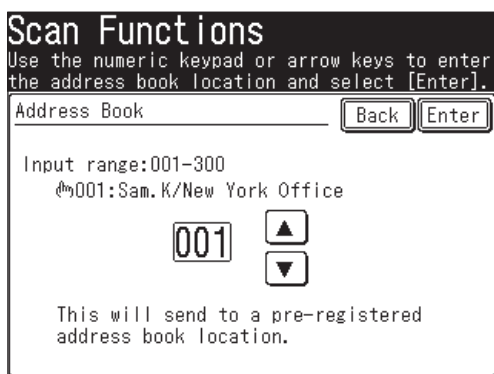 Scan Functions
Use the numeric keypad or arrow keys to enter
the address book location and select [Enter].
Address Book
Back
Enter
Input range:001-300
001:Sam.K/New York Office
001
▲
▼
This will send to a pre-registered
address book location.